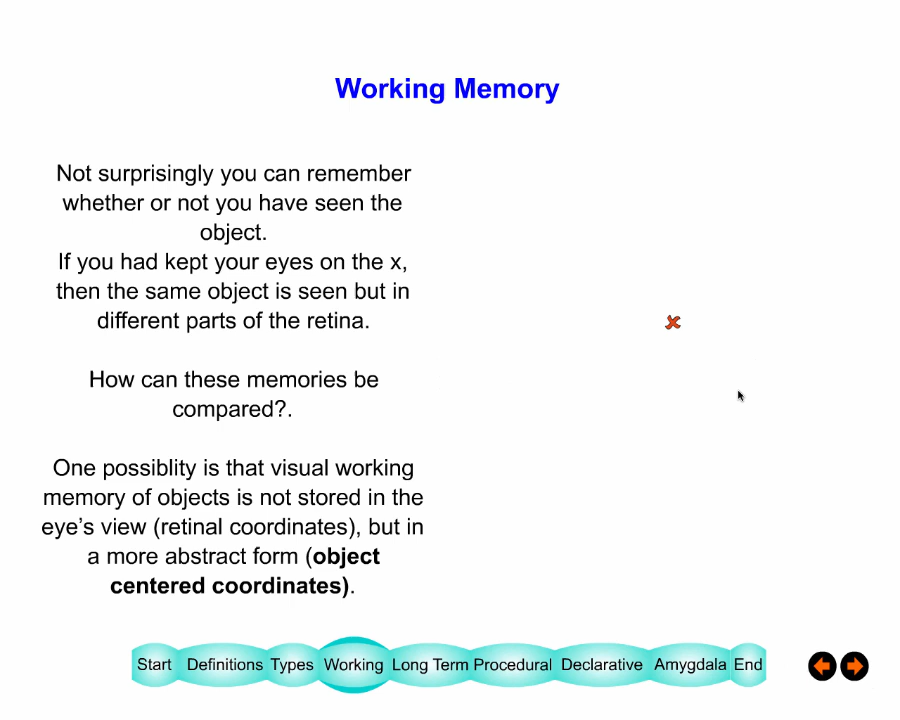 Working Memory
Not surprisingly you can remember
whether or not you have seen the
object.
If you had kept your eyes on the x,
then the same object is seen but in
different parts of the retina.
How can these memories be
compared?.
One possiblity is that visual working
memory of objects is not stored in the
eye's view (retinal coordinates), but in
a more abstract form (object
centered coordinates).
Start Definitions Types Working Long Term Procedural Declarative Amygdala End